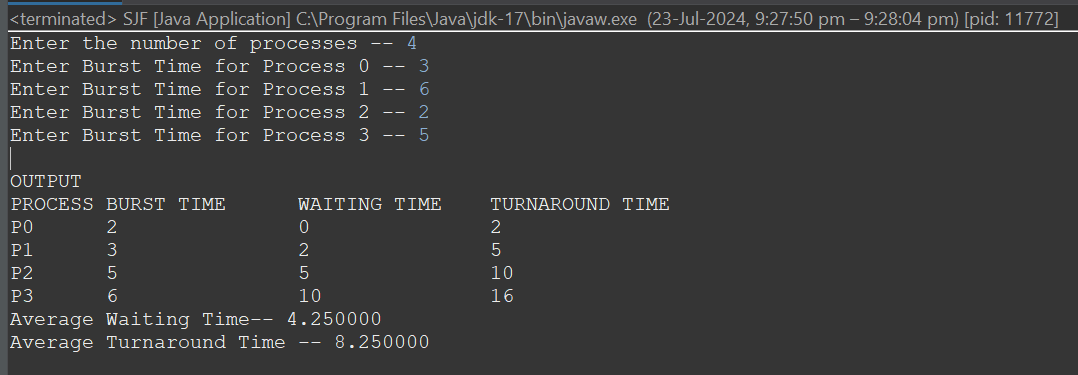 <terminated> SJF [Java Application] C:\Program Files\Java\jdk-17\bin\javaw.exe (23-Jul-2024, 9:27:50 pm – 9:28:04 pm) [pid: 11772]
Enter the number of processes -- 4
Enter Burst Time for Process 0 -- 3
Enter Burst Time for Process 1 -- 6
Enter Burst Time for Process 2 -- 2
Enter Burst Time for Process 3 -- 5
OUTPUT
PROCESS BURST TIME WAITING TIME TURNAROUND TIME
P0 2 0 2
P1 3 2 5
P2 5 5 10
P3 6 10 16
Average Waiting Time-- 4.250000
Average Turnaround Time -- 8.250000